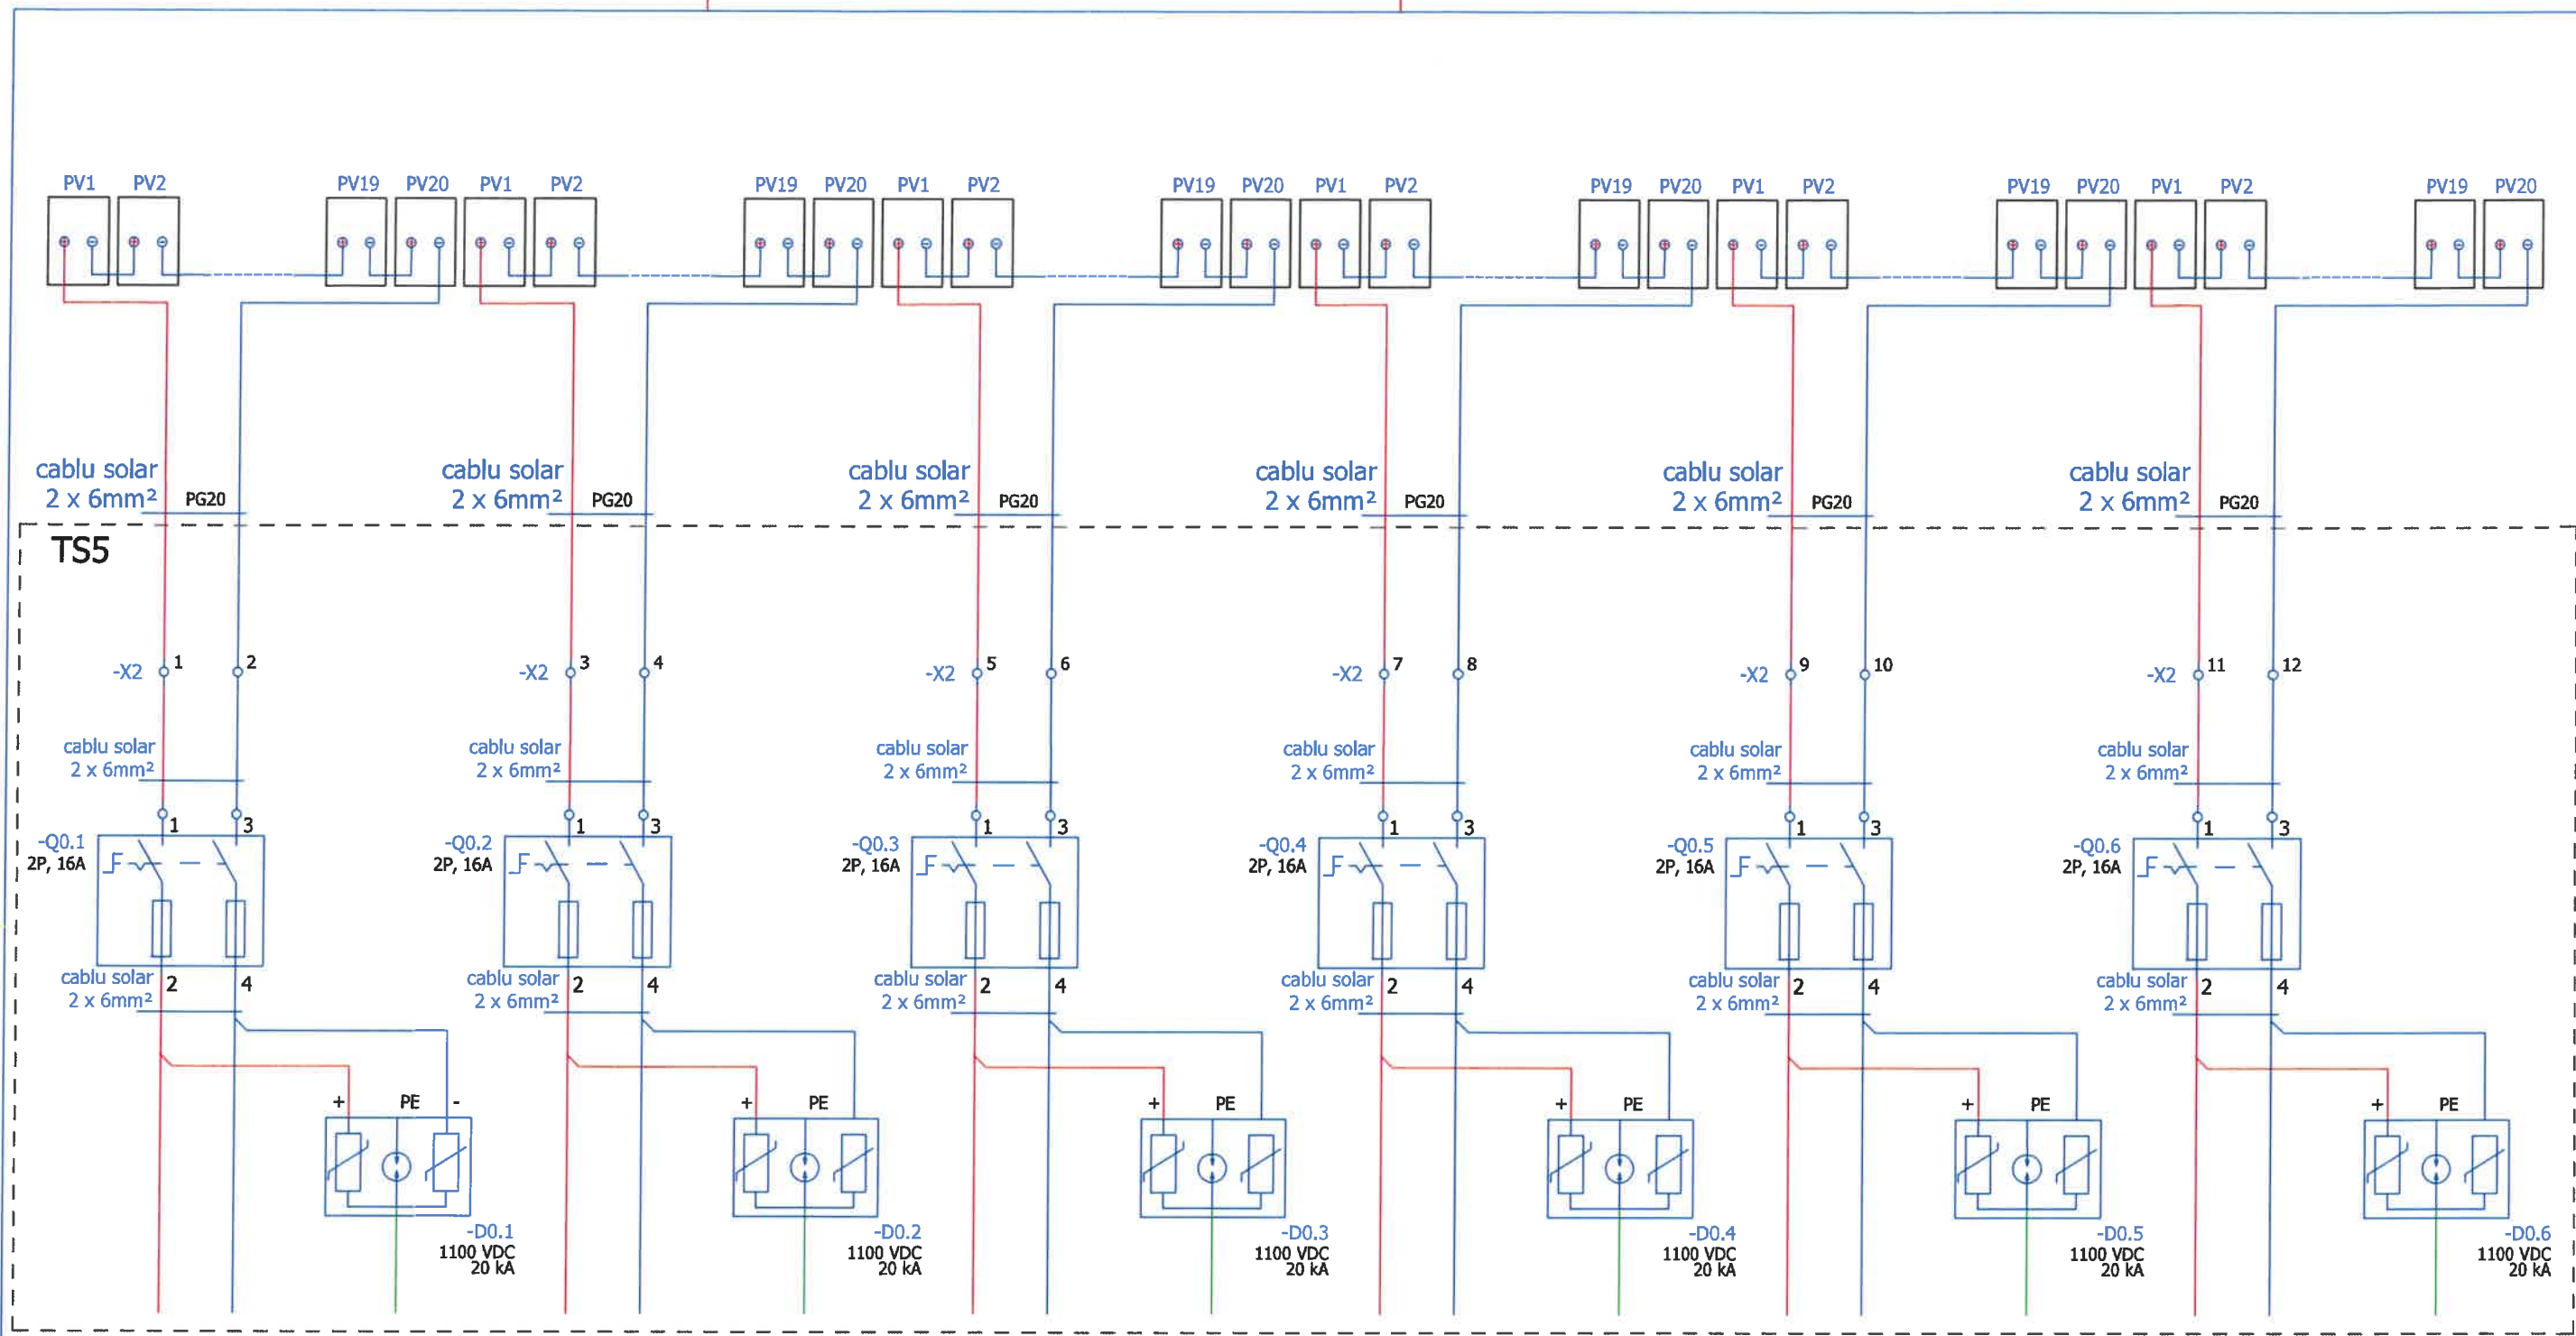 PV1 PV2 PV19 PV20 PV1 PV2 PV19 PV20 PV1 PV2 PV19 PV20 PV1 PV2 PV19 PV20 PV1 PV2 PV19 PV20 PV1 PV2 PV19 PV20
cablu solar cablu solar cablu solar cablu solar cablu solar cablu solar
2 x 6mm² PG20 2 x 6mm² PG20 2 x 6mm² PG20 2 x 6mm² PG20 2 x 6mm² PG20 2 x 6mm² PG20
TS5
-X2 1 2 -X2 3 4 -X2 5 6 -X2 7 8 -X2 9 10 -X2 11 12
cablu solar cablu solar cablu solar cablu solar cablu solar cablu solar
2 x 6mm² 2 x 6mm² 2 x 6mm² 2 x 6mm² 2 x 6mm² 2 x 6mm²
1 3 1 3 1 3 1 3 1 3 1 3
-Q0.1 -Q0.2 -Q0.3 -Q0.4 -Q0.5 -Q0.6
2P, 16A 2P, 16A 2P, 16A 2P, 16A 2P, 16A 2P, 16A
cablu solar 2 4 cablu solar 2 4 cablu solar 2 4 cablu solar 2 4 cablu solar 2 4 cablu solar 2 4
2 x 6mm² 2 x 6mm² 2 x 6mm² 2 x 6mm² 2 x 6mm² 2 x 6mm²
+ PE - + PE + PE + PE + PE + PE
-D0.1 -D0.2 -D0.3 -D0.4 -D0.5 -D0.6
1100 VDC 1100 VDC 1100 VDC 1100 VDC 1100 VDC 1100 VDC
20 kA 20 kA 20 kA 20 kA 20 kA 20 kA